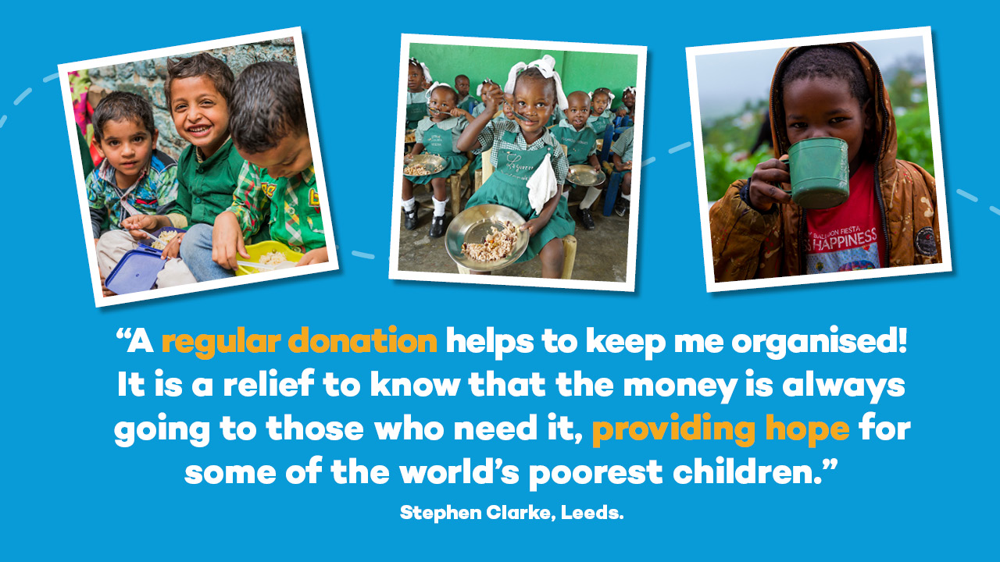 BALLOON FIESTA
HAPPINESS
“A regular donation helps to keep me organised!
It is a relief to know that the money is always
going to those who need it, providing hope for
some of the world’s poorest children.”
Stephen Clarke, Leeds.